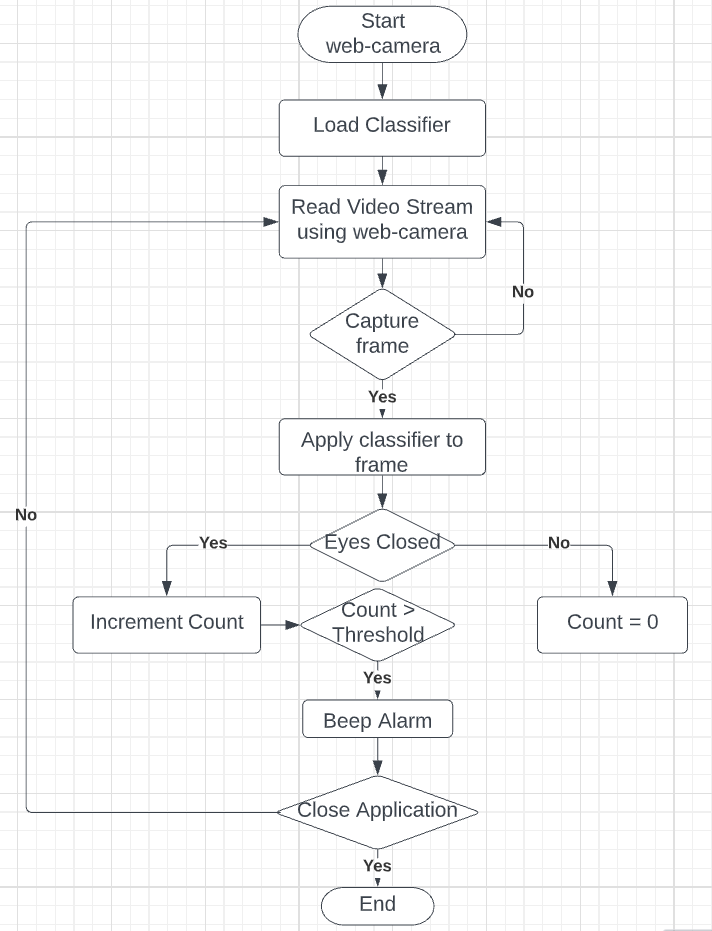 Start
web-camera
Load Classifier
Read Video Stream
using web-camera
No
Capture
frame
Yes
Apply classifier to
frame
No
Yes
Eyes Closed
No
Increment Count
Count >
Threshold
Count = 0
Yes
Beep Alarm
Close Application
Yes
End